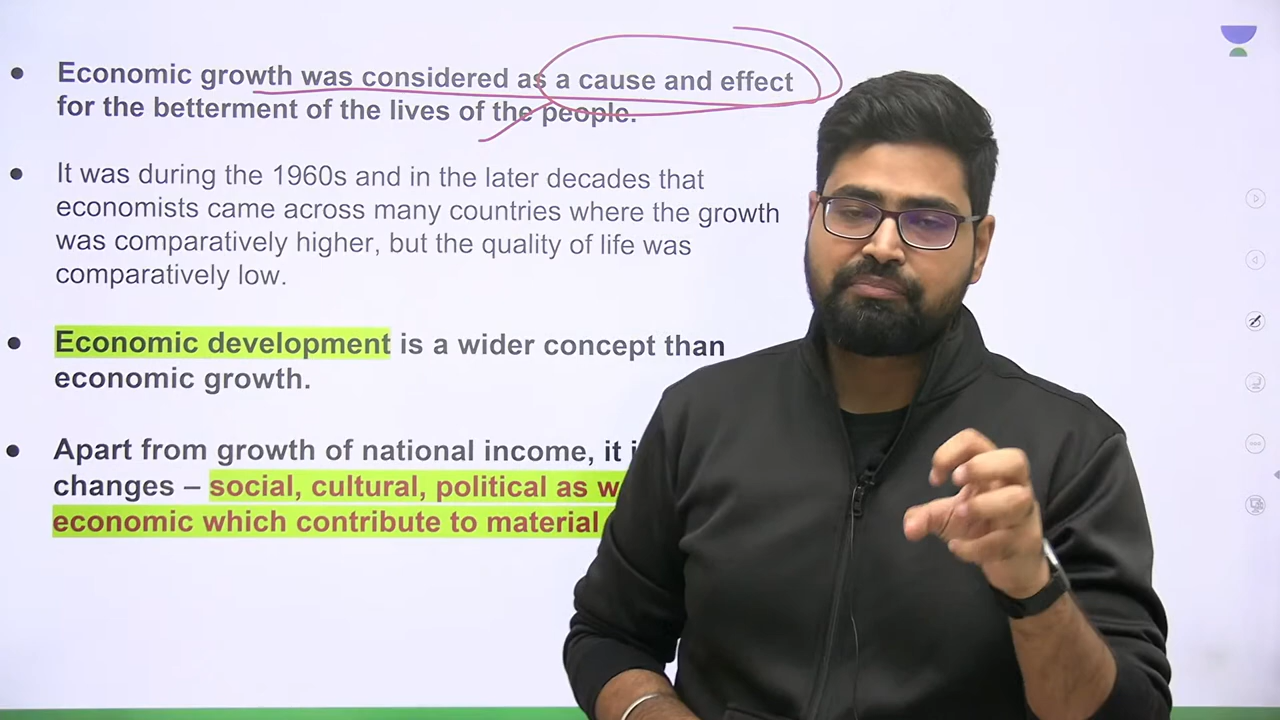 Economic growth was considered as a cause and effect
for the betterment of the lives of the people.
It was during the 1960s and in the later decades that
economists came across many countries where the growth
was comparatively higher, but the quality of life was
comparatively low.
Economic development is a wider concept than
economic growth.
Apart from growth of national income, it
changes – social, cultural, political as
economic which contribute to material